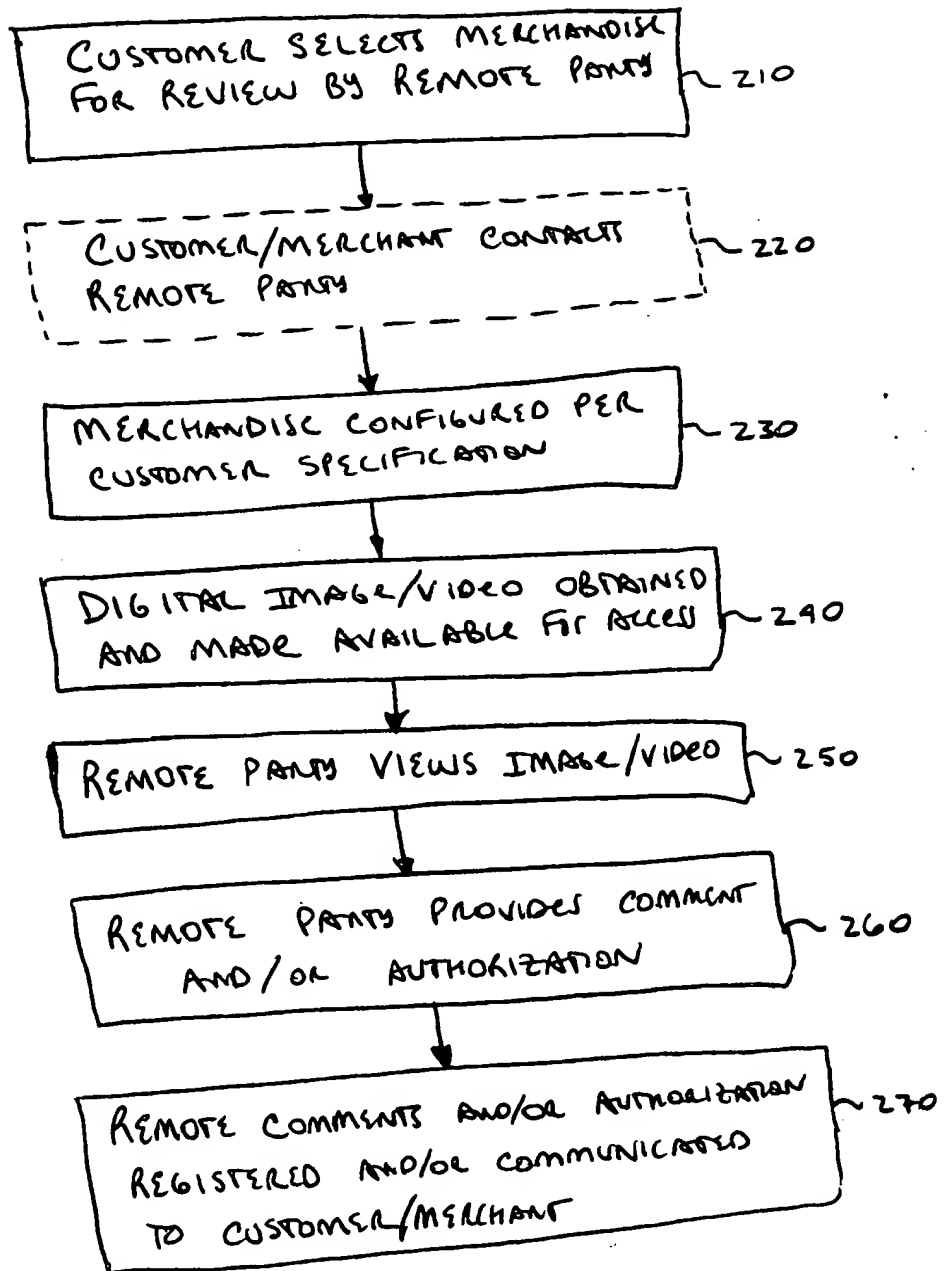 CUSTOMER SELECTS MERCHANDISE
FOR REVIEW BY REMOTE PARTY
210
CUSTOMER/MERCHANT CONTACTS
REMOTE PARTY
220
MERCHANDISE CONFIGURED PER
CUSTOMER SPECIFICATION
230
DIGITAL IMAGE/VIDEO OBTAINED
AND MADE AVAILABLE FOR ACCESS
240
REMOTE PARTY VIEWS IMAGE/VIDEO
250
REMOTE PARTY PROVIDES COMMENT
AND/OR AUTHORIZATION
260
REMOTE COMMENTS AND/OR AUTHORIZATION
REGISTERED AND/OR COMMUNICATED
TO CUSTOMER/MERCHANT
270